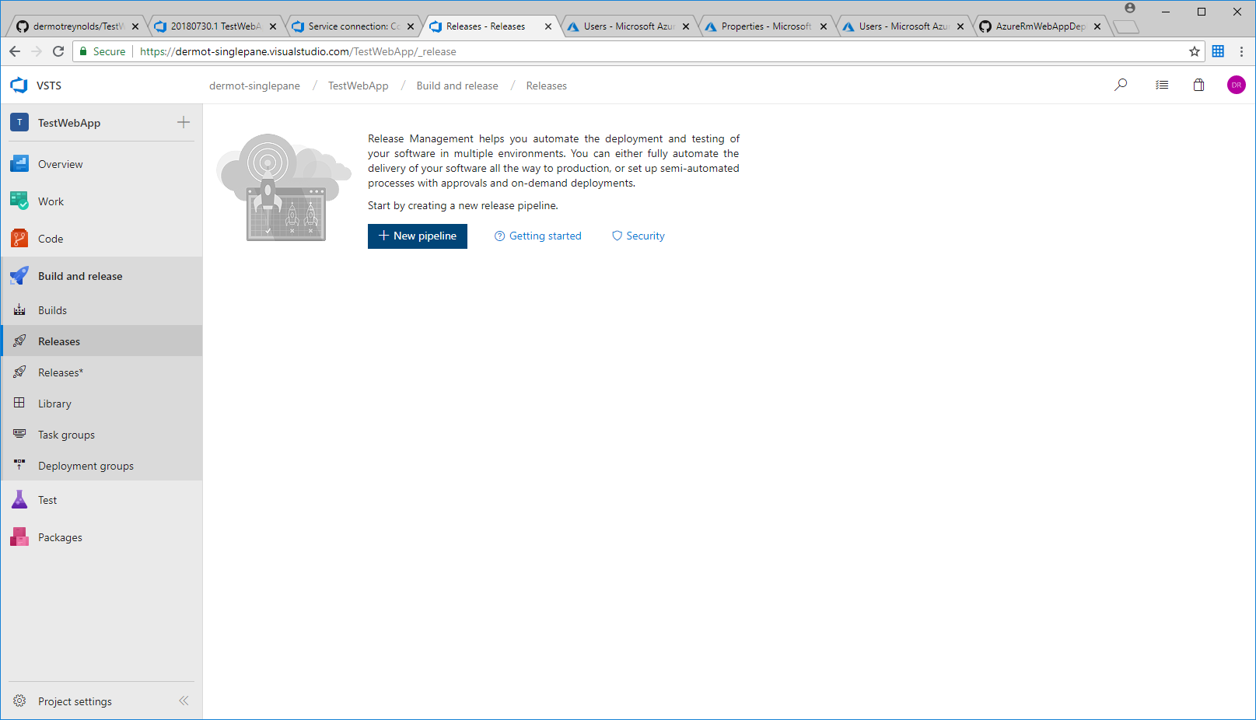 dermotreynolds/TestW
20180730.1 TestWebA
Service connection: Co
Releases - Releases
Users - Microsoft Azur
Properties - Microsoft
Users - Microsoft Azur
AzureRmWebAppDep
Secure
https://dermot-singlepane.visualstudio.com/TestWebApp/_release
VSTS
dermot-singlepane / TestWebApp / Build and release / Releases
DR
T
TestWebApp
Overview
Work
Code
Build and release
Builds
Releases
Releases*
Library
Task groups
Deployment groups
Test
Packages
Project settings
Release Management helps you automate the deployment and testing of
your software in multiple environments. You can either fully automate the
delivery of your software all the way to production, or set up semi-automated
processes with approvals and on-demand deployments.
Start by creating a new release pipeline.
+ New pipeline
Getting started
Security